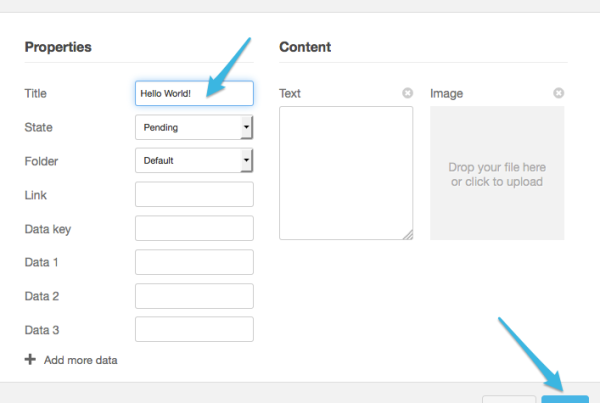 Properties
Content
Title
Hello World!
Text
Image
State
Pending
Folder
Default
Drop your file here
or click to upload
Link
Data key
Data 1
Data 2
Data 3
Add more data